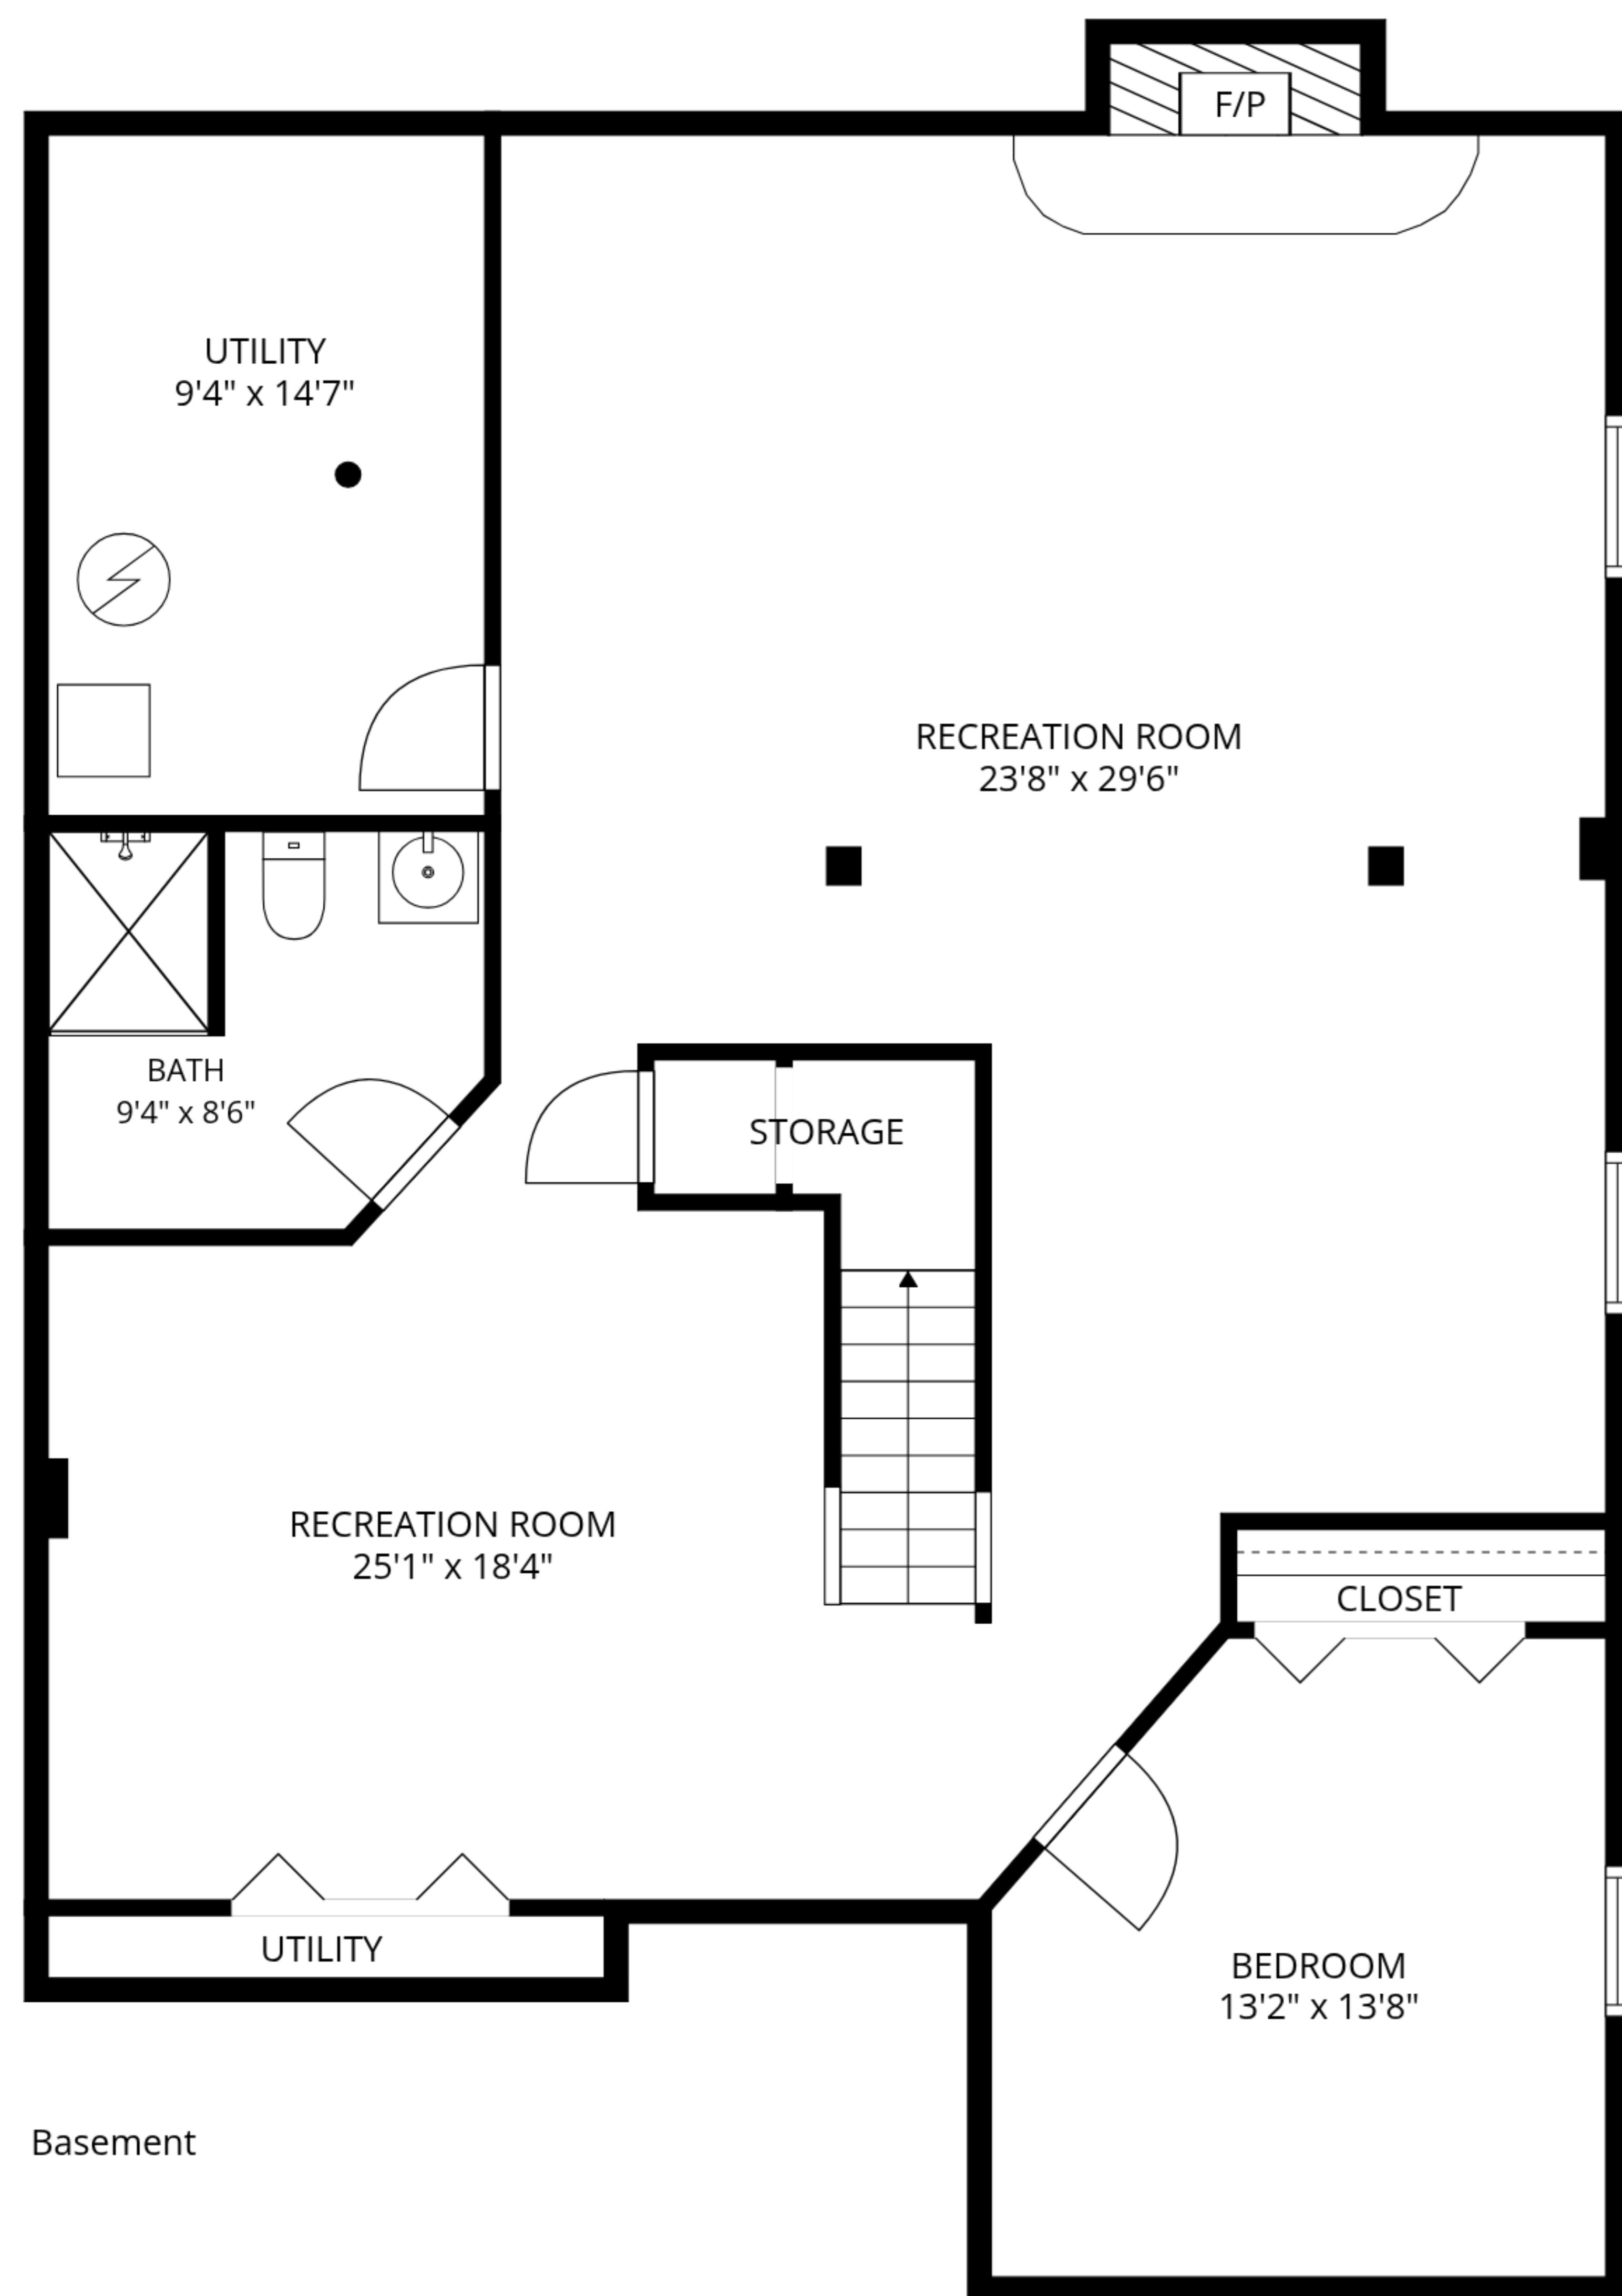 F/P
UTILITY
9'4" x 14'7"
RECREATION ROOM
23'8" x 29'6"
BATH
9'4" x 8'6"
STORAGE
RECREATION ROOM
25'1" x 18'4"
CLOSET
UTILITY
BEDROOM
13'2" x 13'8"
Basement